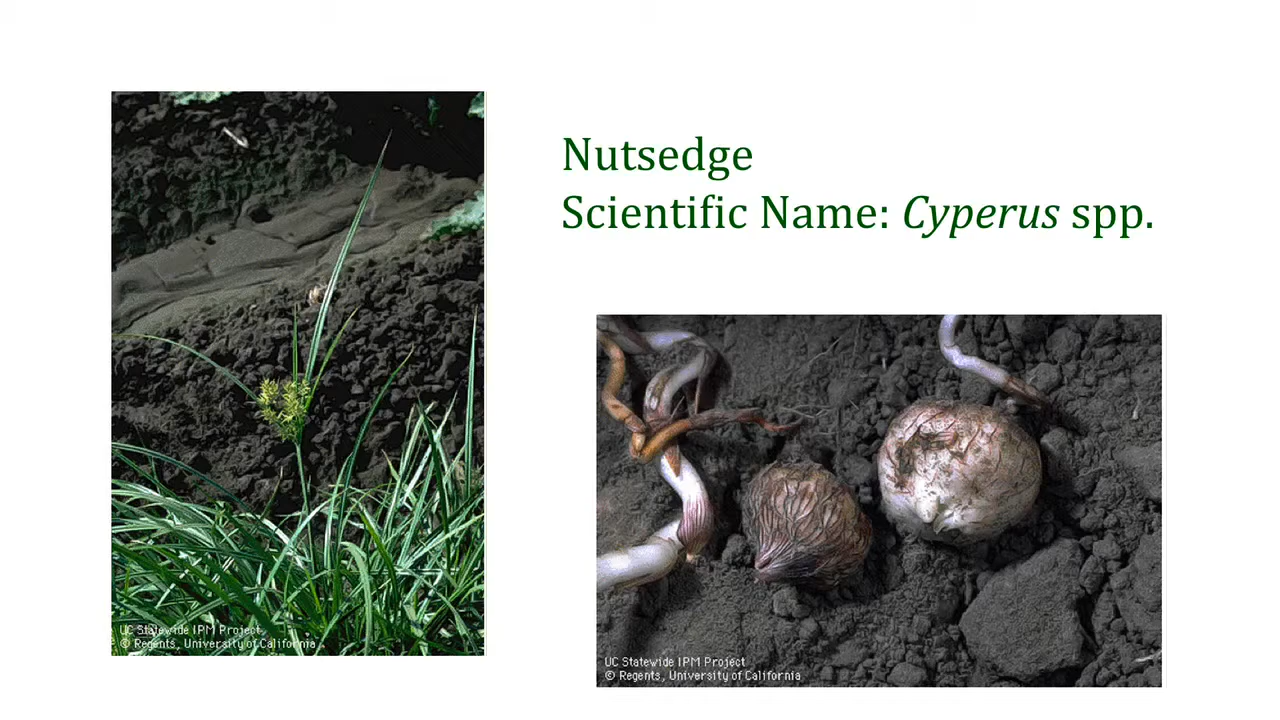 Nutsedge
Scientific Name: Cyperus spp.
UC Statewide IPM Project
© Regents, University of California
UC Statewide IPM Project
© Regents, University of California